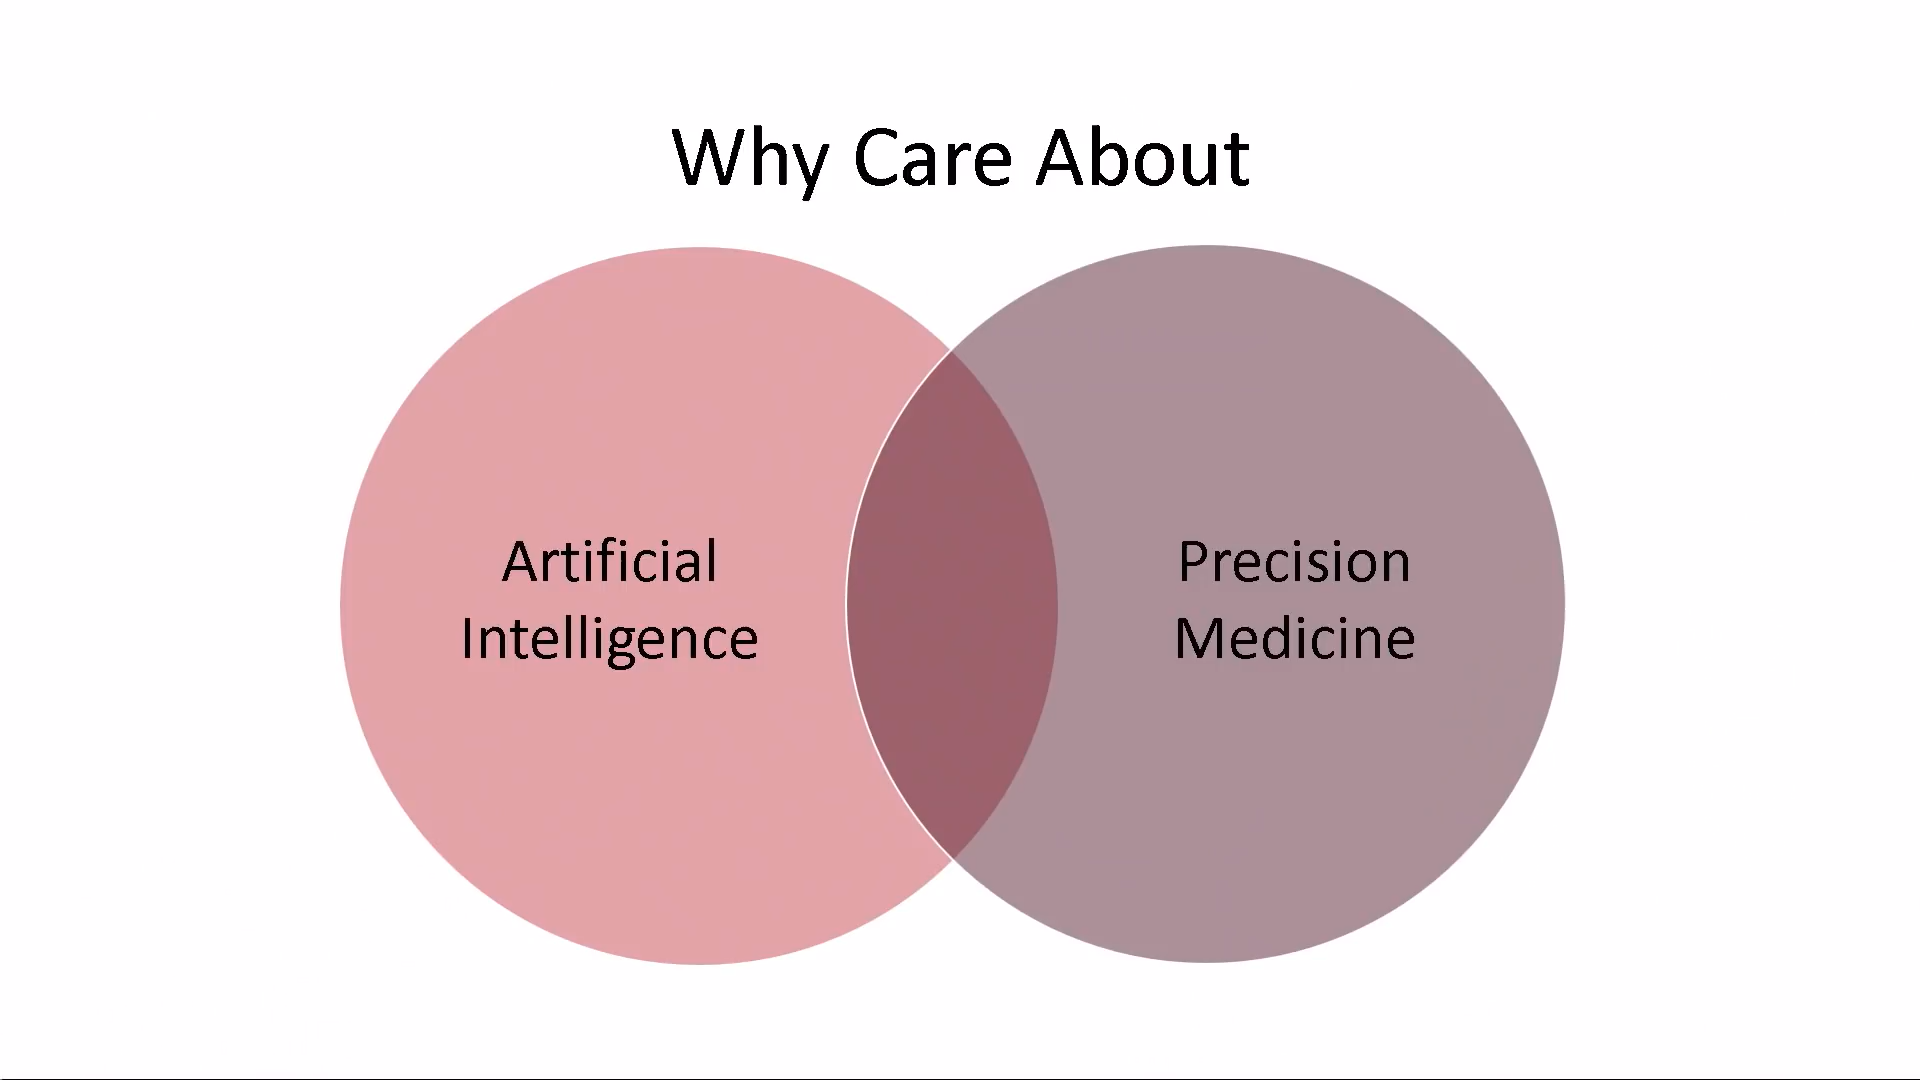 Why Care About
Artificial
Intelligence
Precision
Medicine